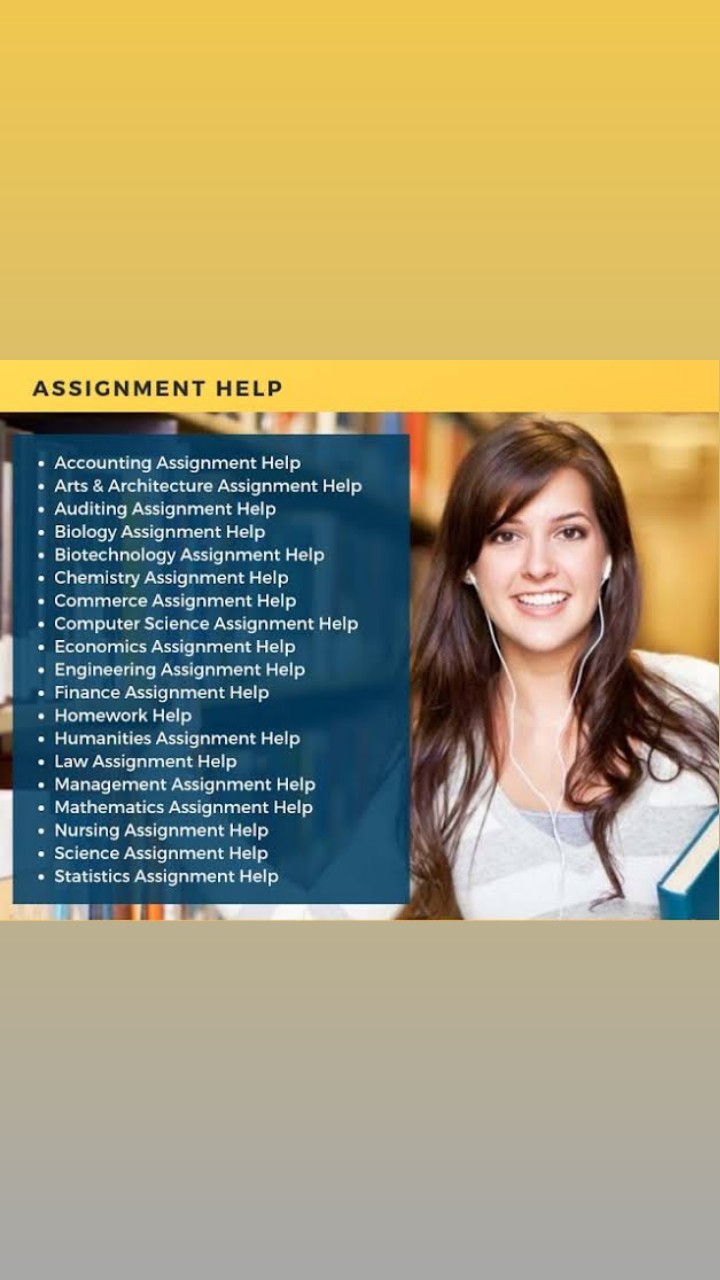 ASSIGNMENT HELP
• Accounting Assignment Help
• Arts & Architecture Assignment Help
• Auditing Assignment Help
• Biology Assignment Help
• Biotechnology Assignment Help
• Chemistry Assignment Help
• Commerce Assignment Help
• Computer Science Assignment Help
• Economics Assignment Help
• Engineering Assignment Help
• Finance Assignment Help
• Homework Help
• Humanities Assignment Help
• Law Assignment Help
• Management Assignment Help
• Mathematics Assignment Help
• Nursing Assignment Help
• Science Assignment Help
• Statistics Assignment Help